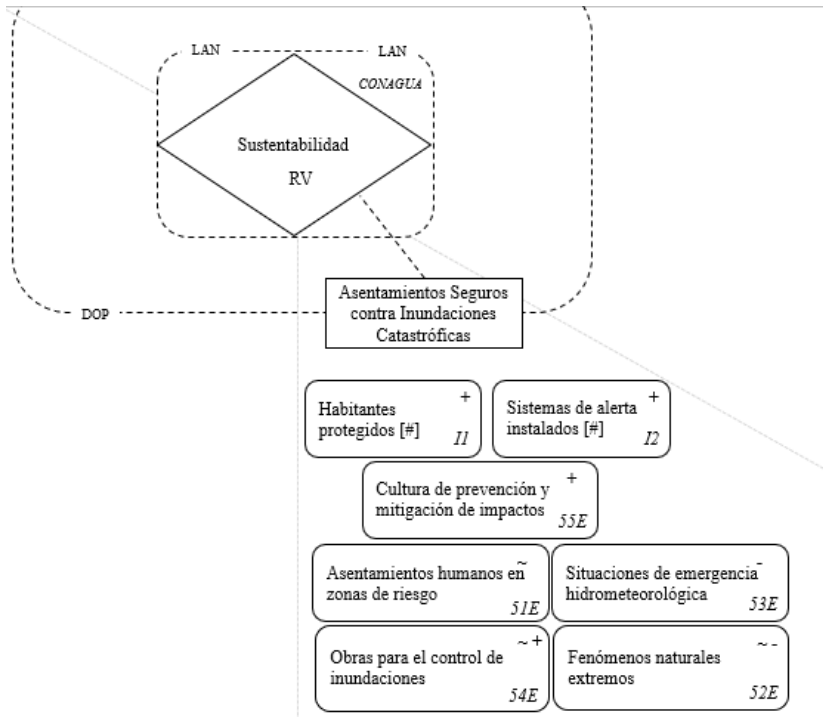 LAN LAN
CONAGUA
Sustentabilidad
RV
Asentamientos Seguros
contra Inundaciones
Catastróficas
DOP
Habitantes
protegidos [#]
+
I1
Sistemas de alerta
instalados [#]
+
I2
Cultura de prevención y
mitigación de impactos
+
55E
Asentamientos humanos en
zonas de riesgo
~
51E
Situaciones de emergencia
hidrometeorológica
-
53E
Obras para el control de
inundaciones
~ +
54E
Fenómenos naturales
extremos
~ -
52E